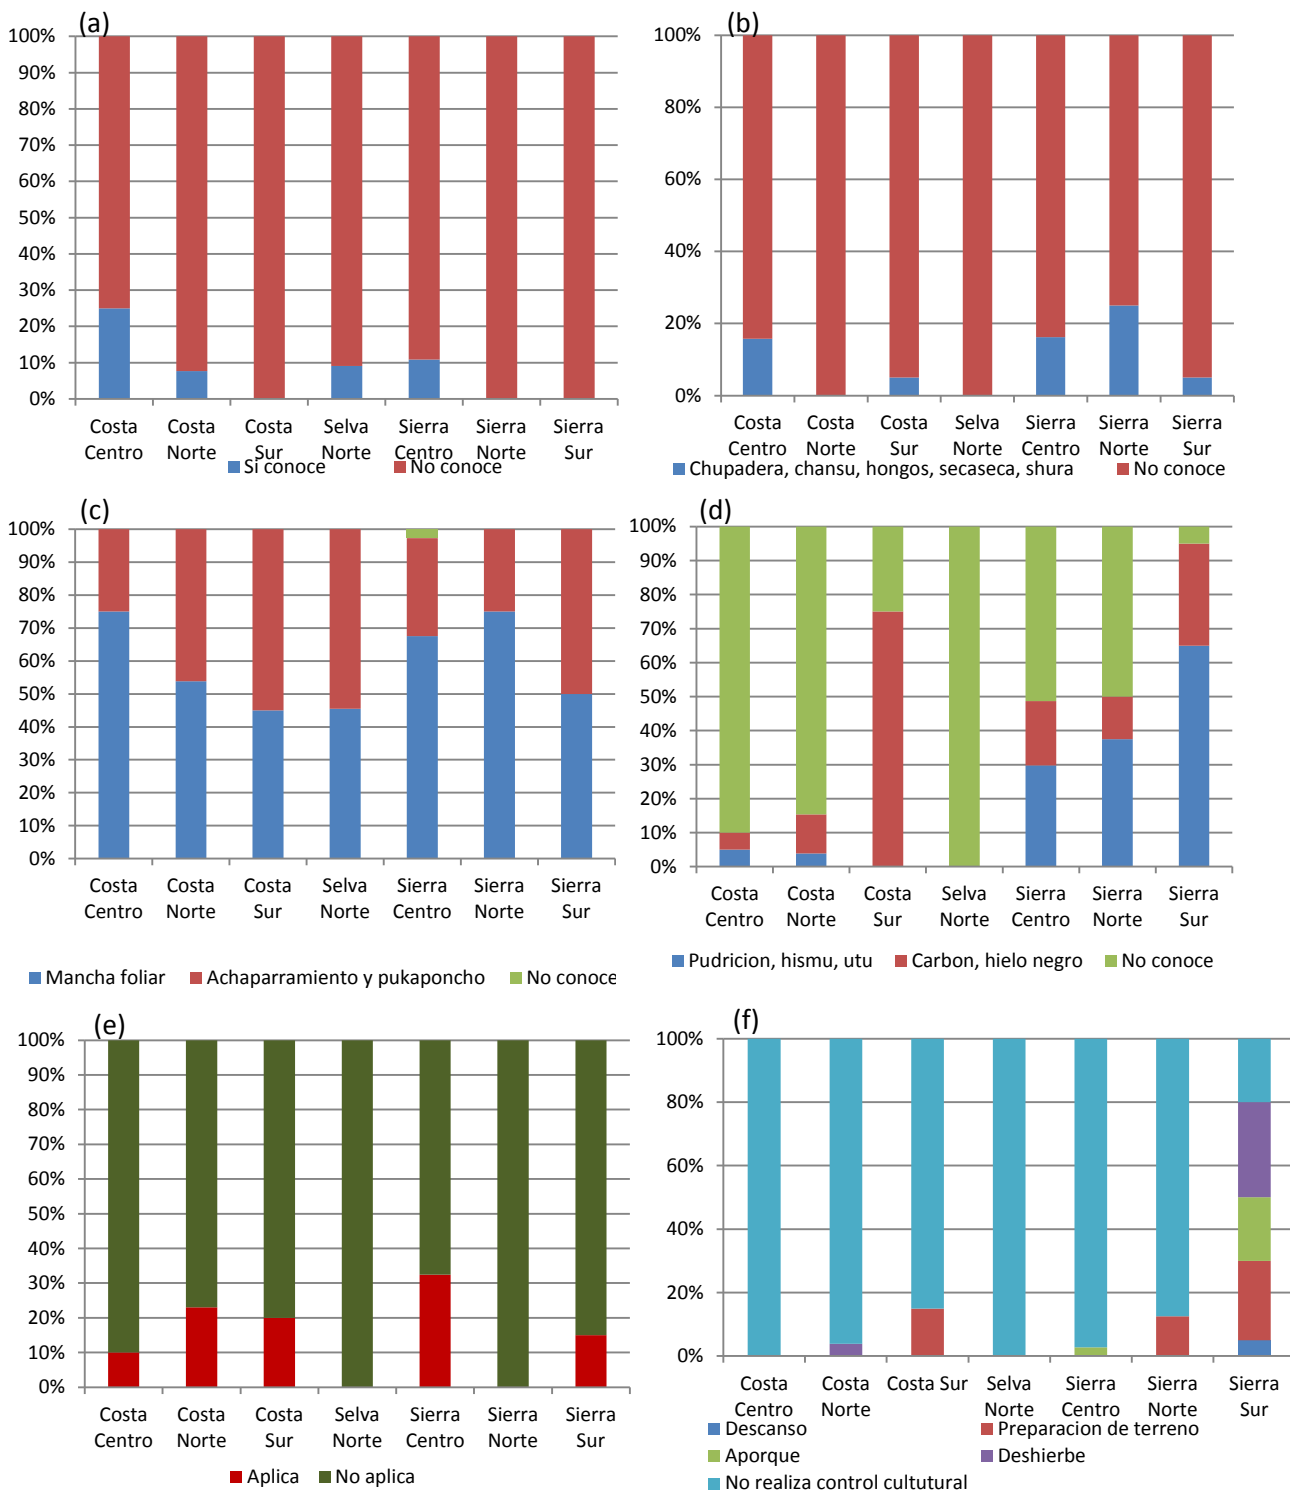 (a)
100%
90%
80%
70%
60%
50%
40%
30%
20%
10%
0%
Costa Centro
Costa Norte
Costa Sur
Selva Norte
Sierra Centro
Sierra Norte
Sierra Sur
Si conoce
No conoce
(b)
100%
80%
60%
40%
20%
0%
Costa Centro
Costa Norte
Costa Sur
Selva Norte
Sierra Centro
Sierra Norte
Sierra Sur
Chupadera, chansu, hongos, secaseca, shura
No conoce
(c)
100%
90%
80%
70%
60%
50%
40%
30%
20%
10%
0%
Costa Centro
Costa Norte
Costa Sur
Selva Norte
Sierra Centro
Sierra Norte
Sierra Sur
Mancha foliar
Achaparramiento y pukaponcho
No conoce
(d)
100%
90%
80%
70%
60%
50%
40%
30%
20%
10%
0%
Costa Centro
Costa Norte
Costa Sur
Selva Norte
Sierra Centro
Sierra Norte
Sierra Sur
Pudricion, hismu, utu
Carbon, hielo negro
No conoce
(e)
100%
90%
80%
70%
60%
50%
40%
30%
20%
10%
0%
Costa Centro
Costa Norte
Costa Sur
Selva Norte
Sierra Centro
Sierra Norte
Sierra Sur
Aplica
No aplica
(f)
100%
80%
60%
40%
20%
0%
Costa Centro
Costa Norte
Costa Sur
Selva Norte
Sierra Centro
Sierra Norte
Sierra Sur
Descanso
Preparacion de terreno
Aporque
Deshierbe
No realiza control cultutural